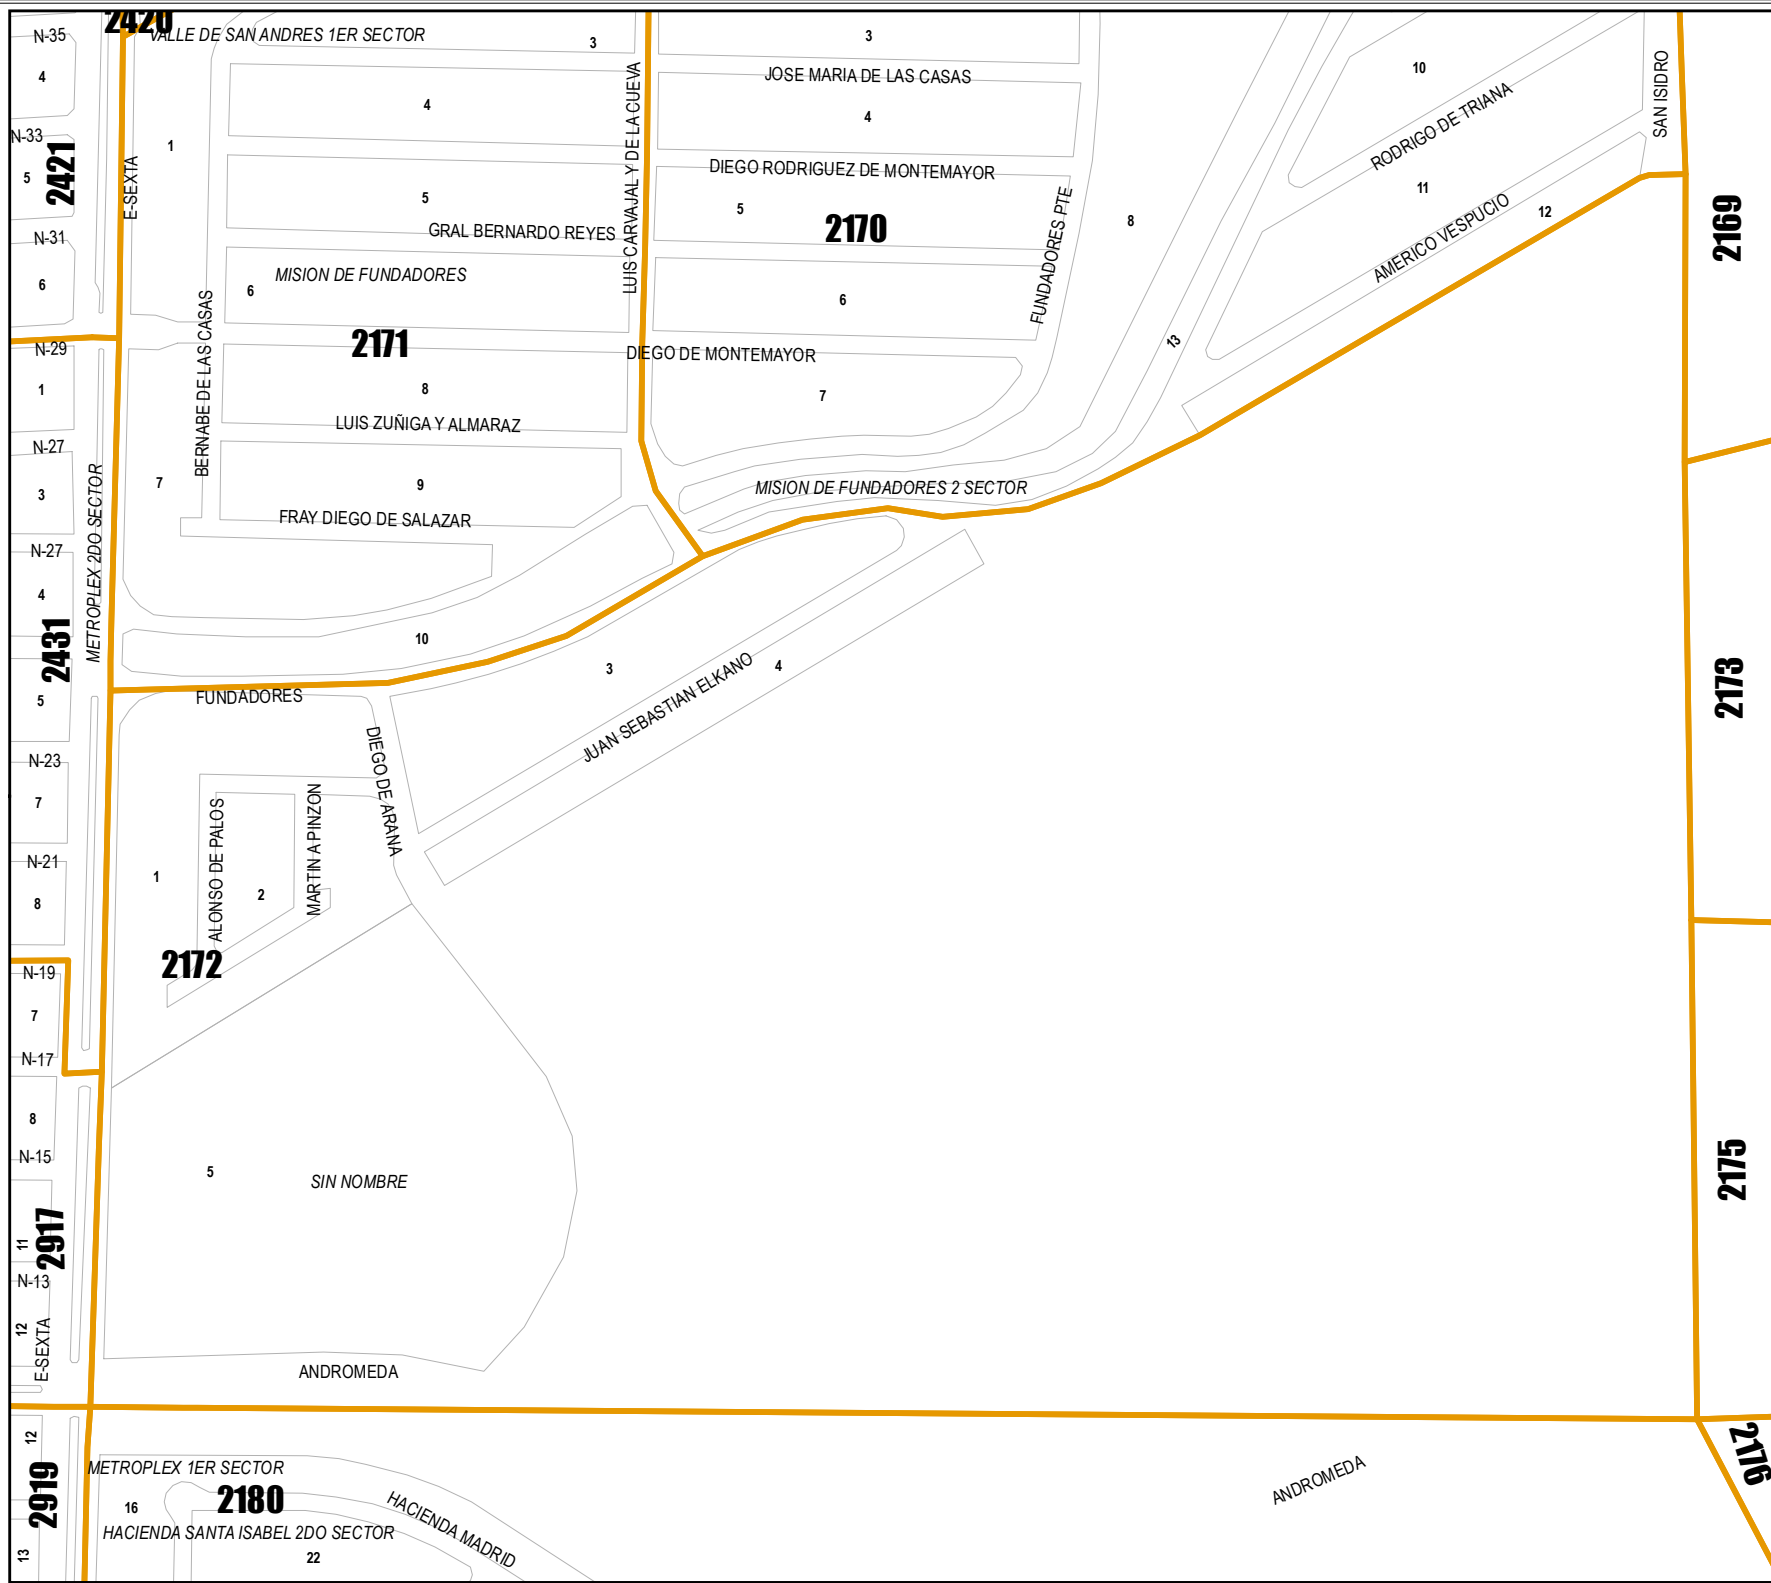 2420
N-35
VALLE DE SAN ANDRES 1ER SECTOR
3
3
4
JOSE MARIA DE LAS CASAS
10
SAN ISIDRO
4
4
RODRIGO DE TRIANA
N-33
1
LUIS CARVAJAL Y DE LA CUEVA
2421
5
E-SEXTA
DIEGO RODRIGUEZ DE MONTEMAYOR
5
5
11
12
AMERICO VESPUCIO
2169
GRAL BERNARDO REYES
2170
8
FUNDADORES PTE
N-31
MISION DE FUNDADORES
6
6
6
BERNABE DE LAS CASAS
2171
13
N-29
DIEGO DE MONTEMAYOR
1
8
7
LUIS ZUÑIGA Y ALMARAZ
N-27
3
7
9
MISION DE FUNDADORES 2 SECTOR
FRAY DIEGO DE SALAZAR
METROPLEX 2DO SECTOR
N-27
4
2431
10
3
4
JUAN SEBASTIAN ELKANO
2173
5
FUNDADORES
DIEGO DE ARANA
N-23
7
ALONSO DE PALOS
MARTIN A PINZON
N-21
1
2
8
2172
N-19
7
N-17
8
N-15
5
SIN NOMBRE
2175
11
2917
N-13
12
E-SEXTA
ANDROMEDA
12
METROPLEX 1ER SECTOR
2176
2919
16
2180
HACIENDA MADRID
ANDROMEDA
HACIENDA SANTA ISABEL 2DO SECTOR
13
22